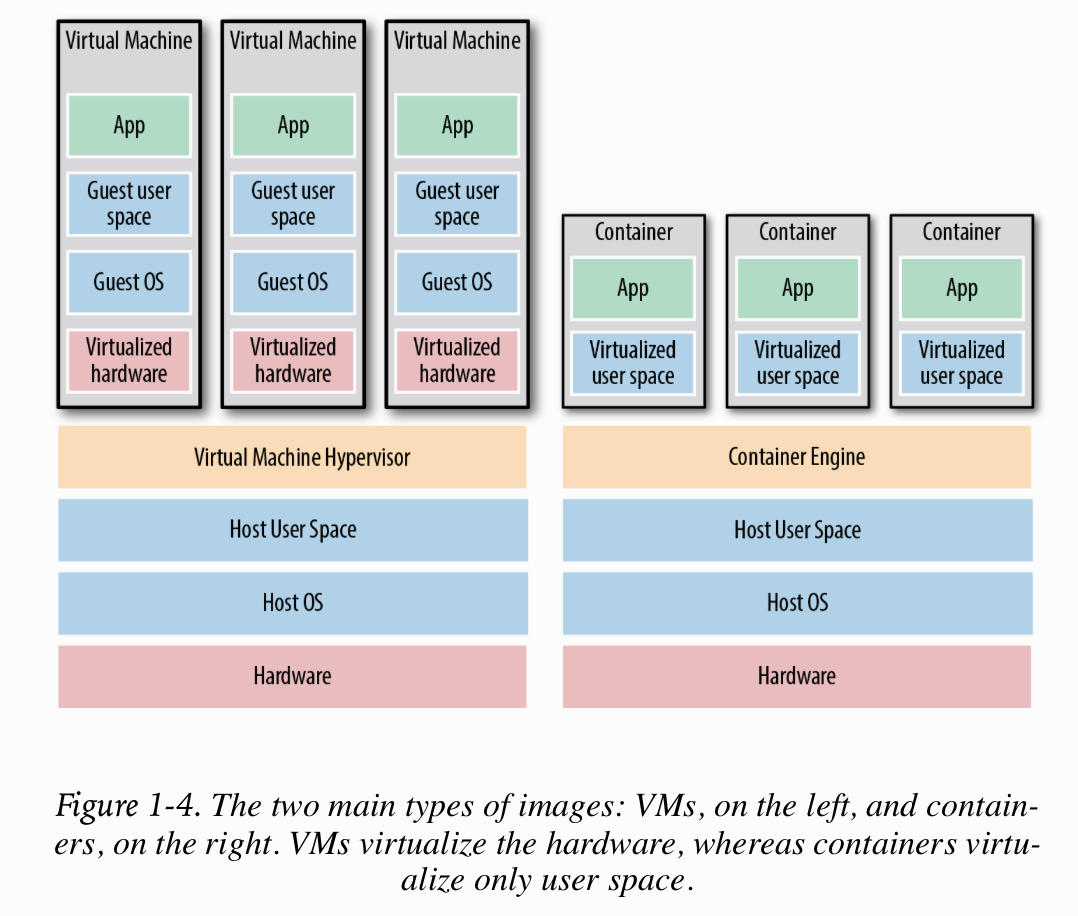 Virtual Machine
App
Guest user
space
Guest OS
Virtualized
hardware
Virtual Machine
App
Guest user
space
Guest OS
Virtualized
hardware
Virtual Machine
App
Guest user
space
Guest OS
Virtualized
hardware
Virtual Machine Hypervisor
Host User Space
Host OS
Hardware
Container
App
Virtualized
user space
Container
App
Virtualized
user space
Container
App
Virtualized
user space
Container Engine
Host User Space
Host OS
Hardware
Figure 1-4. The two main types of images: VMs, on the left, and contain-
ers, on the right. VMs virtualize the hardware, whereas containers virtu-
alize only user space.